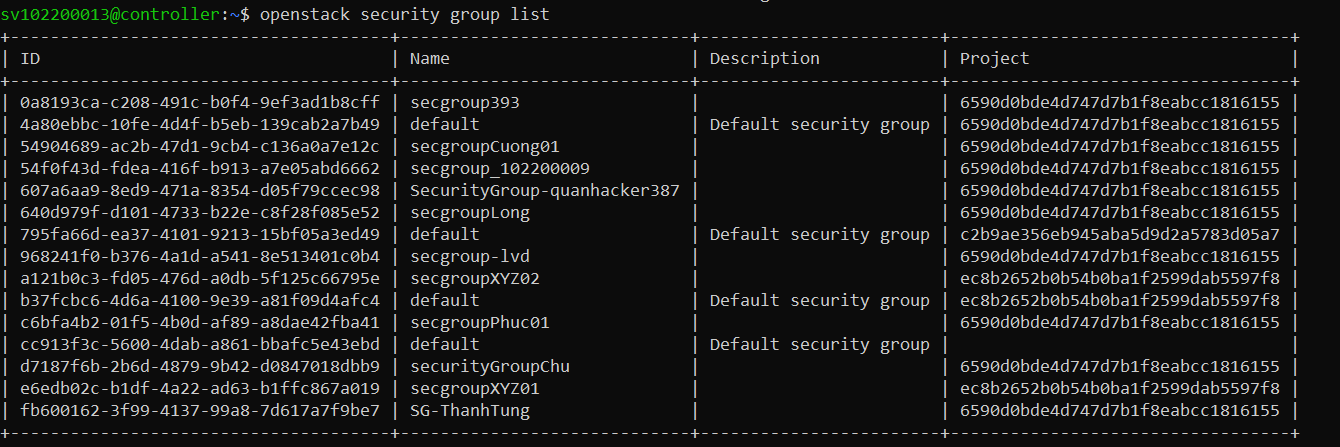 sv102200013@controller:~$ openstack security group list
+--------------------------------------+----------------------------+------------------------+----------------------------------+
| ID                                   | Name                       | Description            | Project                          |
+--------------------------------------+----------------------------+------------------------+----------------------------------+
| 0a8193ca-c208-491c-b0f4-9ef3ad1b8cff | secgroup393                |                        | 6590d0bde4d747d7b1f8eabcc1816155 |
| 4a80ebbc-10fe-4d4f-b5eb-139cab2a7b49 | default                    | Default security group | 6590d0bde4d747d7b1f8eabcc1816155 |
| 54904689-ac2b-47d1-9cb4-c136a0a7e12c | secgroupCuong01            |                        | 6590d0bde4d747d7b1f8eabcc1816155 |
| 54f0f43d-fdea-416f-b913-a7e05abd6662 | secgroup_102200009         |                        | 6590d0bde4d747d7b1f8eabcc1816155 |
| 607a6aa9-8ed9-471a-8354-d05f79ccec98 | SecurityGroup-quanhacker387 |                        | 6590d0bde4d747d7b1f8eabcc1816155 |
| 640d979f-d101-4733-b22e-c8f28f085e52 | secgroupLong               |                        | 6590d0bde4d747d7b1f8eabcc1816155 |
| 795fa66d-ea37-4101-9213-15bf05a3ed49 | default                    | Default security group | c2b9ae356eb945aba5d9d2a5783d05a7 |
| 968241f0-b376-4a1d-a541-8e513401c0b4 | secgroup-lvd               |                        | 6590d0bde4d747d7b1f8eabcc1816155 |
| a121b0c3-fd05-476d-a0db-5f125c66795e | secgroupXYZ02              |                        | ec8b2652b0b54b0ba1f2599dab5597f8 |
| b37fcbc6-4d6a-4100-9e39-a81f09d4afc4 | default                    | Default security group | ec8b2652b0b54b0ba1f2599dab5597f8 |
| c6bfa4b2-01f5-4b0d-af89-a8dae42fba41 | secgroupPhuc01             |                        | 6590d0bde4d747d7b1f8eabcc1816155 |
| cc913f3c-5600-4dab-a861-bbafc5e43ebd | default                    | Default security group |                                  |
| d7187f6b-2b6d-4879-9b42-d0847018dbb9 | securityGroupChu           |                        | 6590d0bde4d747d7b1f8eabcc1816155 |
| e6edb02c-b1df-4a22-ad63-b1ffc867a019 | secgroupXYZ01              |                        | ec8b2652b0b54b0ba1f2599dab5597f8 |
| fb600162-3f99-4137-99a8-7d617a7f9be7 | SG-ThanhTung               |                        | 6590d0bde4d747d7b1f8eabcc1816155 |
+--------------------------------------+----------------------------+------------------------+----------------------------------+